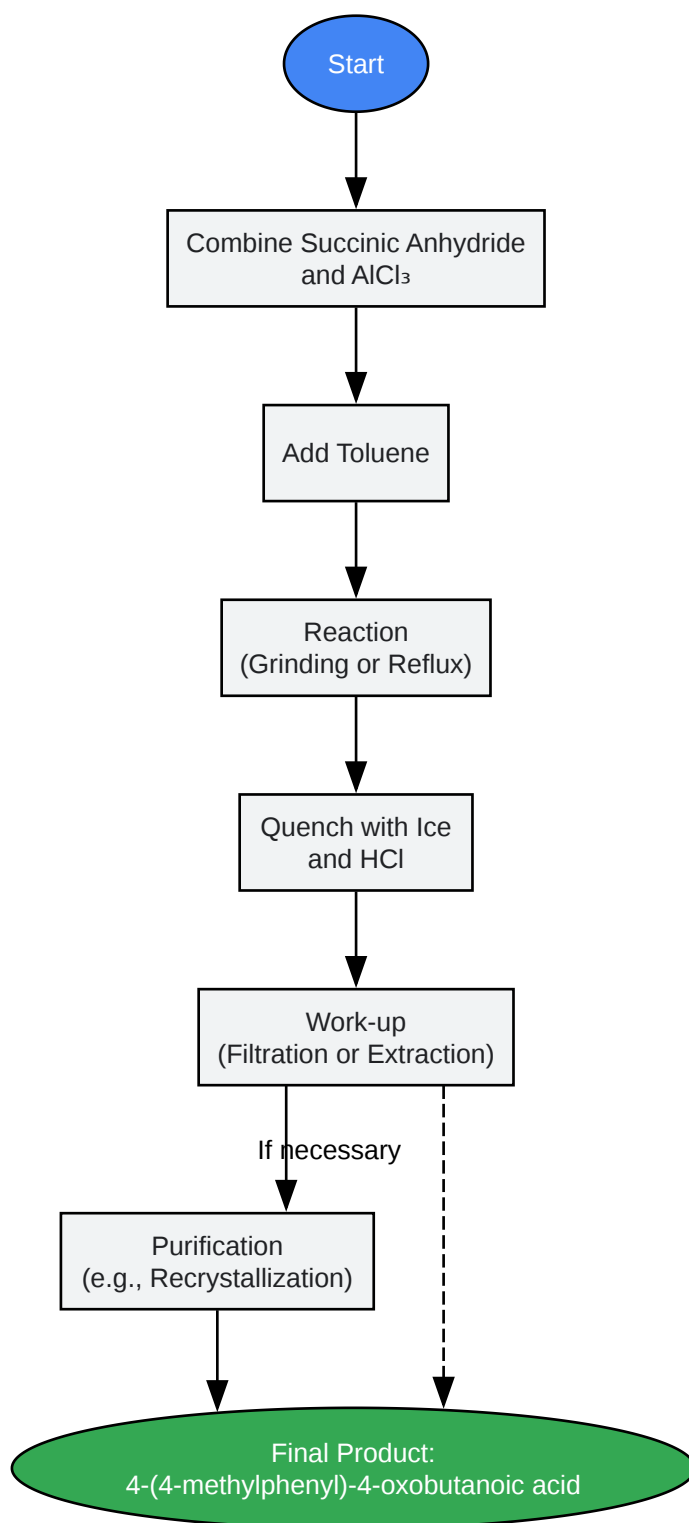 Start
Combine Succinic Anhydride
and AlCl₃
Add Toluene
Reaction
(Grinding or Reflux)
Quench with Ice
and HCl
Work-up
(Filtration or Extraction)
If necessary
Purification
(e.g., Recrystallization)
Final Product:
4-(4-methylphenyl)-4-oxobutanoic acid